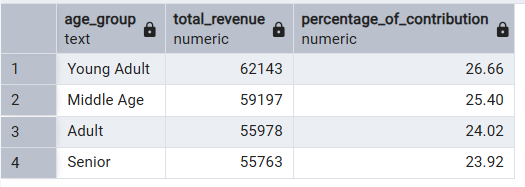 age_group total_revenue percentage_of_contribution
text numeric numeric
1 Young Adult 62143 26.66
2 Middle Age 59197 25.40
3 Adult 55978 24.02
4 Senior 55763 23.92